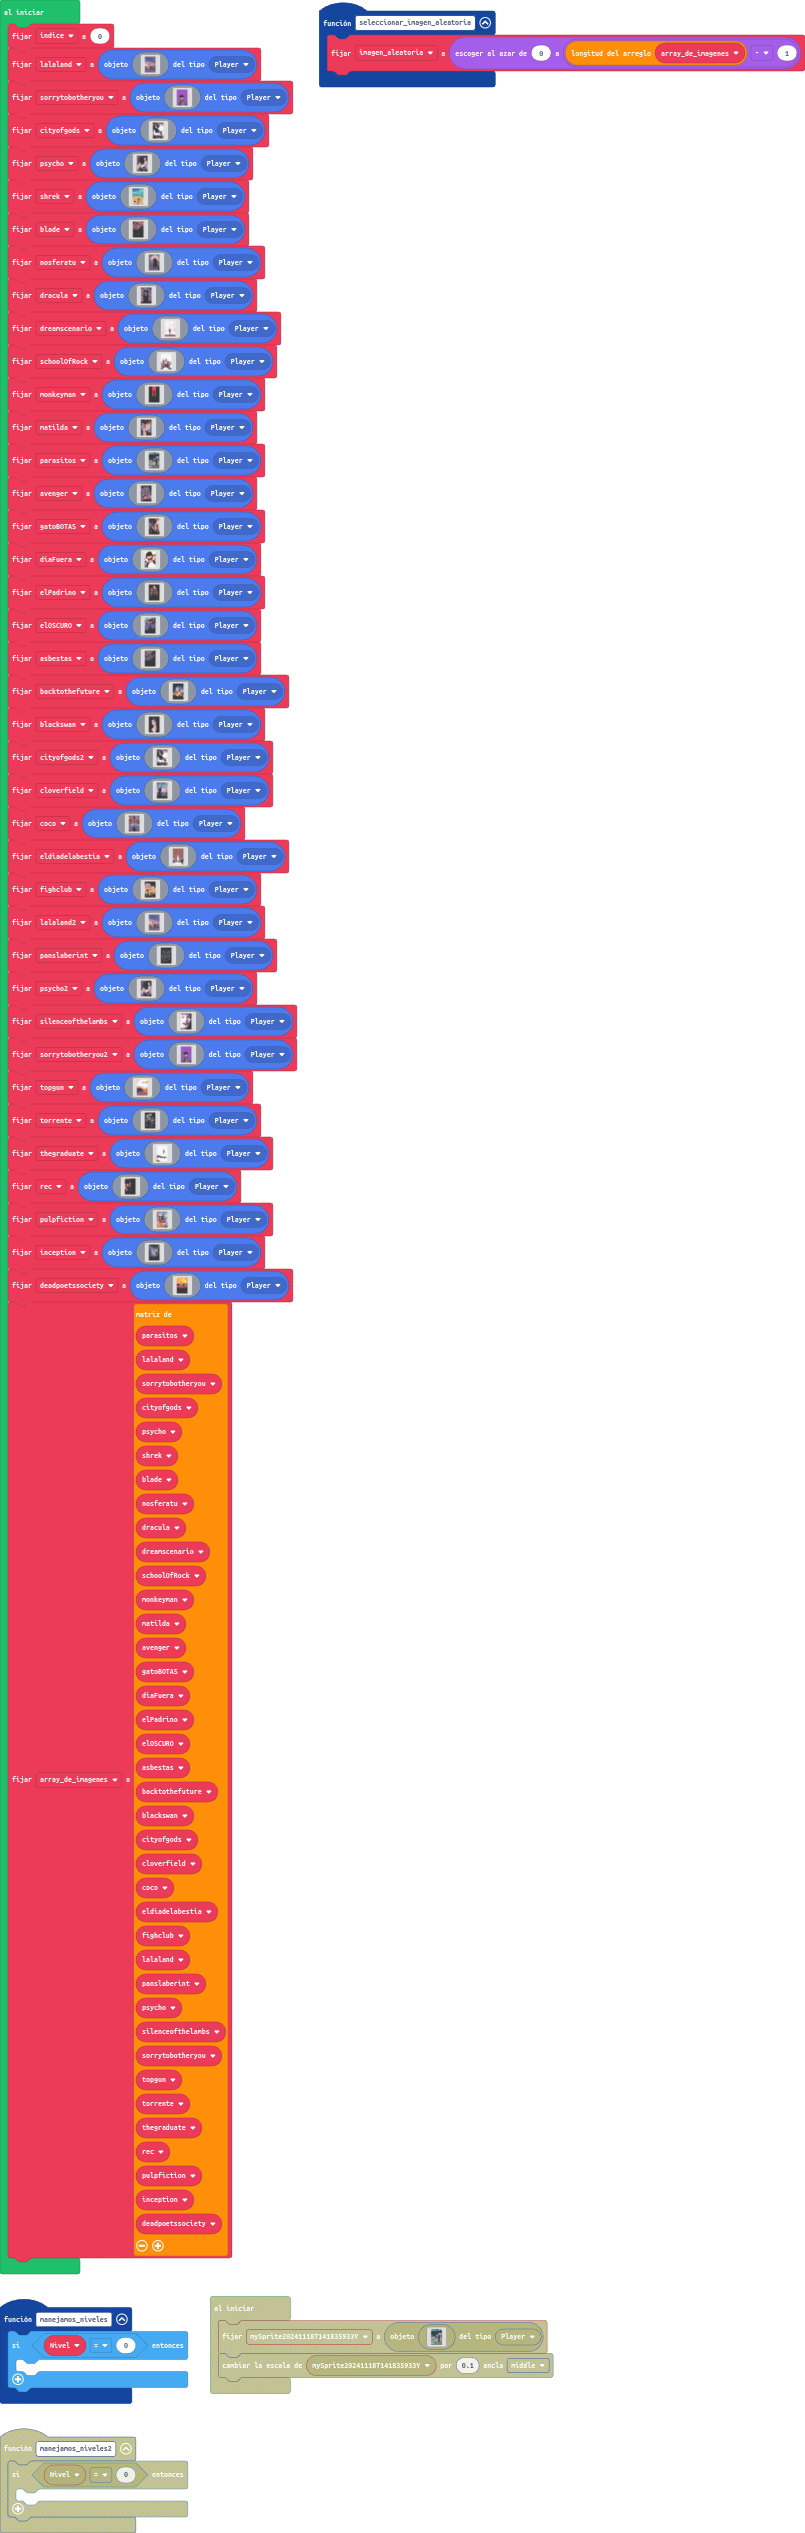 al iniciar
fijar indice a 0
fijar lalaland a objeto del tipo Player
fijar sorrytobotheryou a objeto del tipo Player
fijar cityofgods a objeto del tipo Player
fijar psycho a objeto del tipo Player
fijar shrek a objeto del tipo Player
fijar blade a objeto del tipo Player
fijar nosferatu a objeto del tipo Player
fijar dracula a objeto del tipo Player
fijar dreamscenario a objeto del tipo Player
fijar schoolOfRock a objeto del tipo Player
fijar monkeyman a objeto del tipo Player
fijar matilda a objeto del tipo Player
fijar parasitos a objeto del tipo Player
fijar avenger a objeto del tipo Player
fijar gatoBOTAS a objeto del tipo Player
fijar diaFuera a objeto del tipo Player
fijar elPadrino a objeto del tipo Player
fijar elOSCURO a objeto del tipo Player
fijar asbestas a objeto del tipo Player
fijar backtothefuture a objeto del tipo Player
fijar blackswan a objeto del tipo Player
fijar cityofgods2 a objeto del tipo Player
fijar cloverfield a objeto del tipo Player
fijar coco a objeto del tipo Player
fijar eldiadelabestia a objeto del tipo Player
fijar fighclub a objeto del tipo Player
fijar lalaland2 a objeto del tipo Player
fijar panslaberint a objeto del tipo Player
fijar psycho2 a objeto del tipo Player
fijar silenceofthelambs a objeto del tipo Player
fijar sorrytobotheryou2 a objeto del tipo Player
fijar topgun a objeto del tipo Player
fijar torrente a objeto del tipo Player
fijar thegraduate a objeto del tipo Player
fijar rec a objeto del tipo Player
fijar pulpfiction a objeto del tipo Player
fijar inception a objeto del tipo Player
fijar deadpoetssociety a objeto del tipo Player
matriz de
parasitos
lalaland
sorrytobotheryou
cityofgods
psycho
shrek
blade
nosferatu
dracula
dreamscenario
schoolOfRock
monkeyman
matilda
avenger
gatoBOTAS
diaFuera
elPadrino
elOSCURO
asbestas
fijar array_de_imagenes a
backtothefuture
blackswan
cityofgods
cloverfield
coco
eldiadelabestia
fighclub
lalaland
panslaberint
psycho
silenceofthelambs
sorrytobotheryou
topgun
torrente
thegraduate
rec
pulpfiction
inception
deadpoetssociety
función seleccionar_imagen_aleatoria
fijar imagen_aleatoria a escoger al azar de 0 a longitud del arreglo array_de_imagenes - 1
función manejamos_niveles
si Nivel = 0 entonces
al iniciar
fijar mySprite20241118T141835933Y a objeto del tipo Player
cambiar la escala de mySprite20241118T141835933Y por 0.1 ancla middle
función manejamos_niveles2
si Nivel = 0 entonces